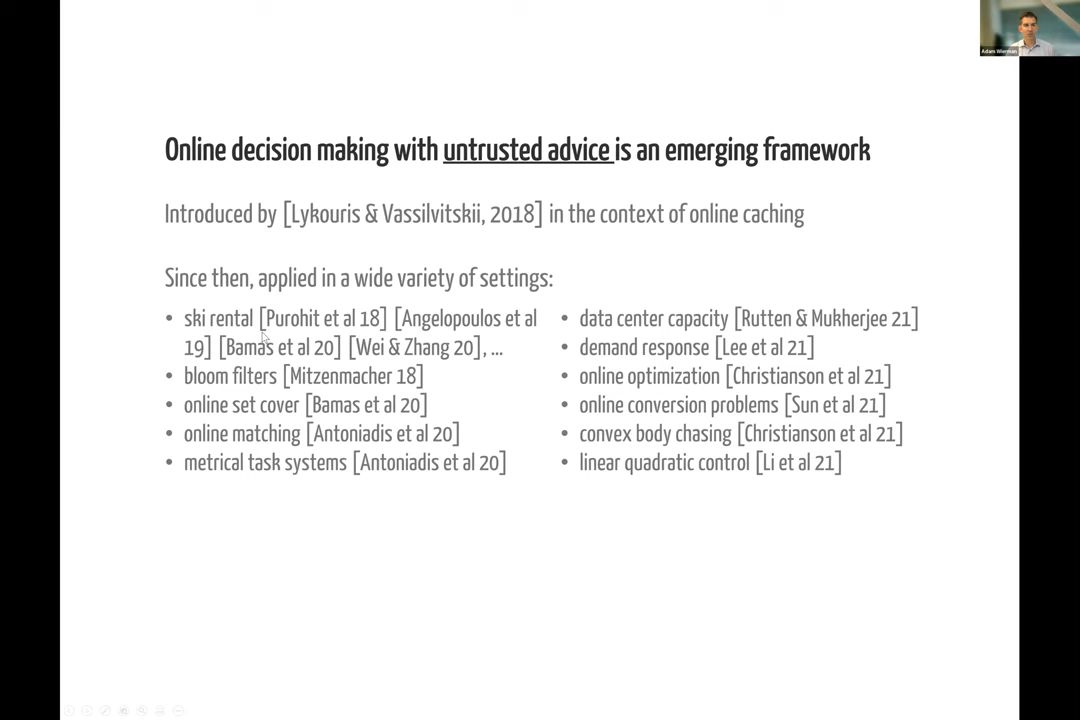 Adam Wierman
Online decision making with untrusted advice is an emerging framework
Introduced by [Lykouris & Vassilvitskii, 2018] in the context of online caching
Since then, applied in a wide variety of settings:
• ski rental [Purohit et al 18] [Angelopoulos et al
19] [Bamas et al 20] [Wei & Zhang 20], ...
• bloom filters [Mitzenmacher 18]
• online set cover [Bamas et al 20]
• online matching [Antoniadis et al 20]
• metrical task systems [Antoniadis et al 20]
• data center capacity [Rutten & Mukherjee 21]
• demand response [Lee et al 21]
• online optimization [Christianson et al 21]
• online conversion problems [Sun et al 21]
• convex body chasing [Christianson et al 21]
• linear quadratic control [Li et al 21]